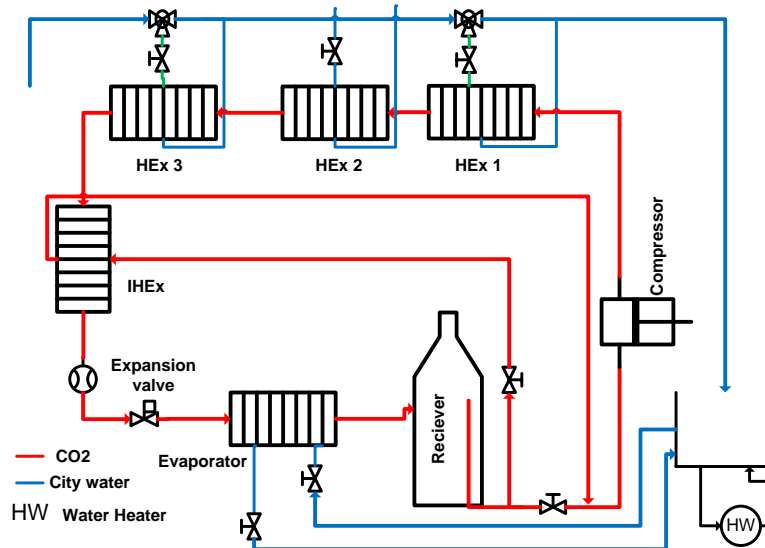 HEx 3
HEx 2
HEx 1
IHEx
Compressor
Expansion
valve
Reciever
Evaporator
CO2
City water
HW Water Heater
HW